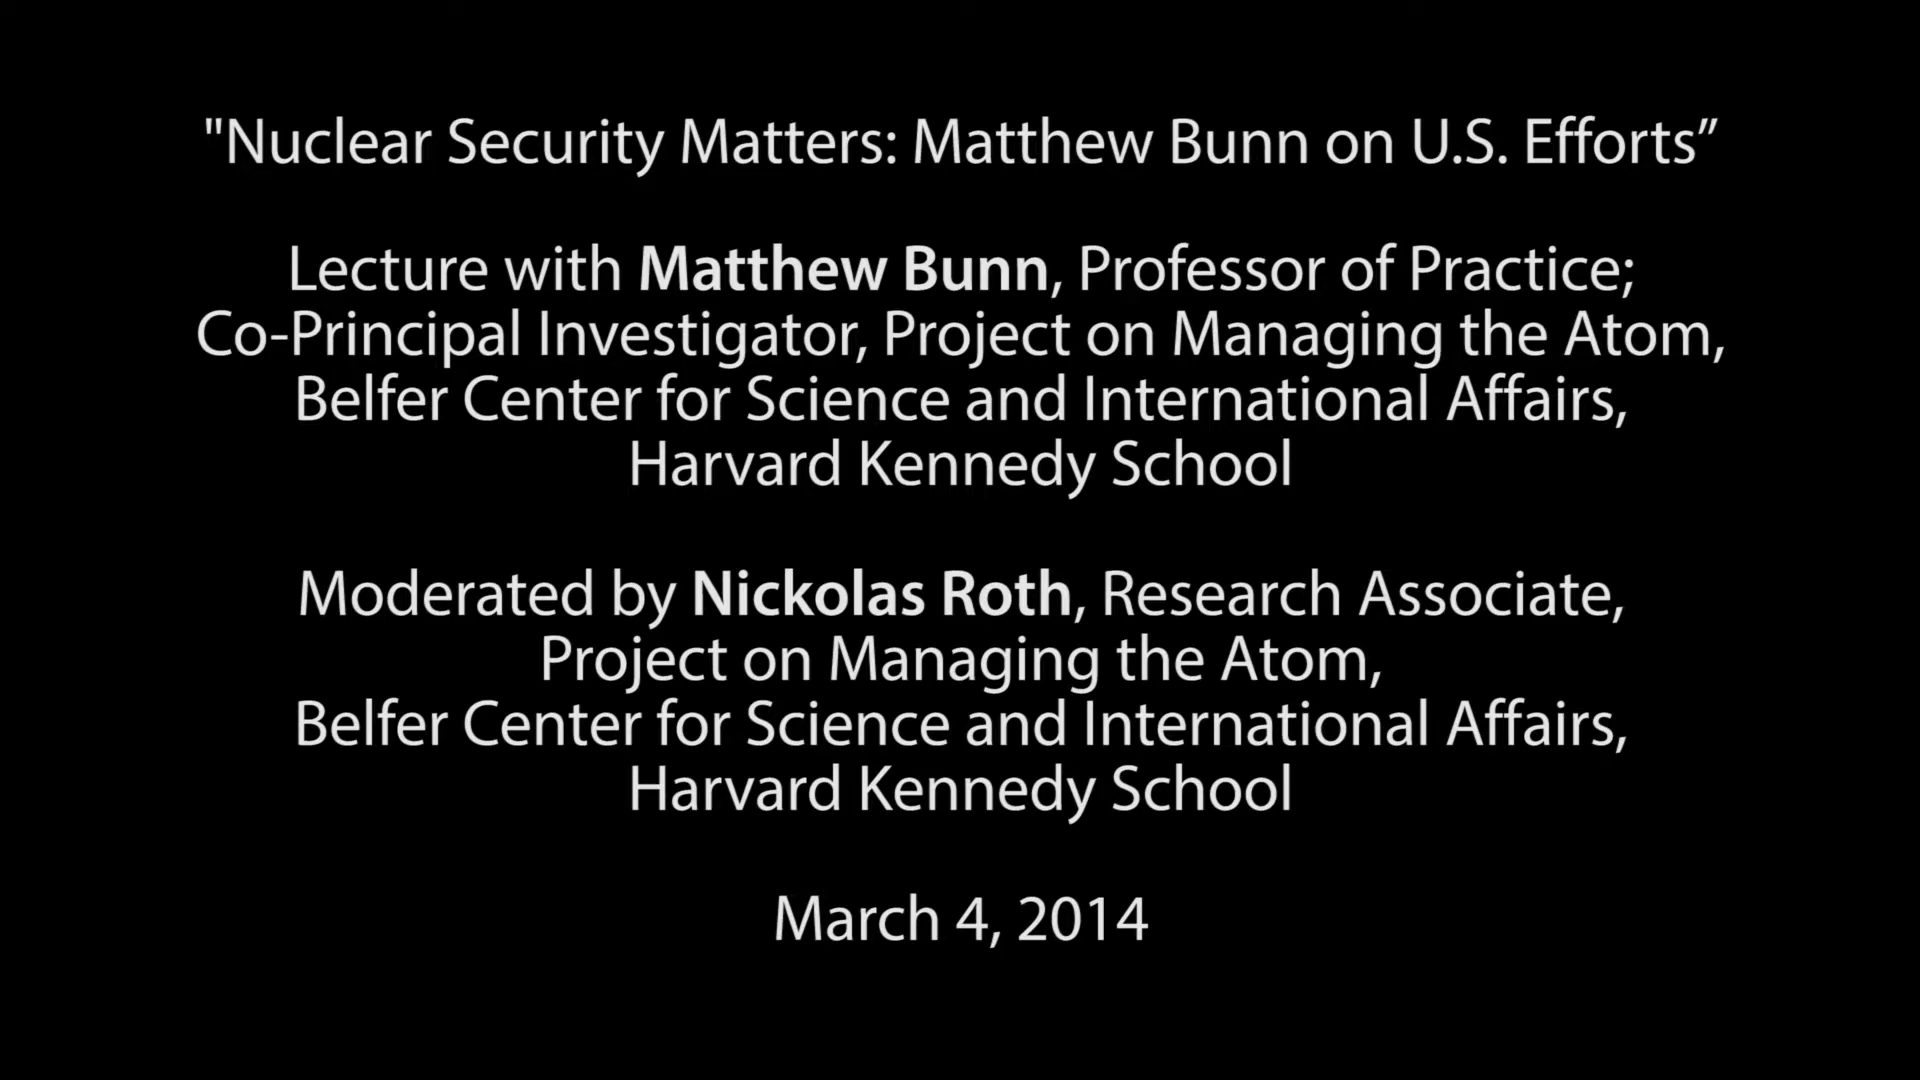 "Nuclear Security Matters: Matthew Bunn on U.S. Efforts”
Lecture with Matthew Bunn, Professor of Practice;
Co-Principal Investigator, Project on Managing the Atom,
Belfer Center for Science and International Affairs,
Harvard Kennedy School
Moderated by Nickolas Roth, Research Associate,
Project on Managing the Atom,
Belfer Center for Science and International Affairs,
Harvard Kennedy School
March 4, 2014